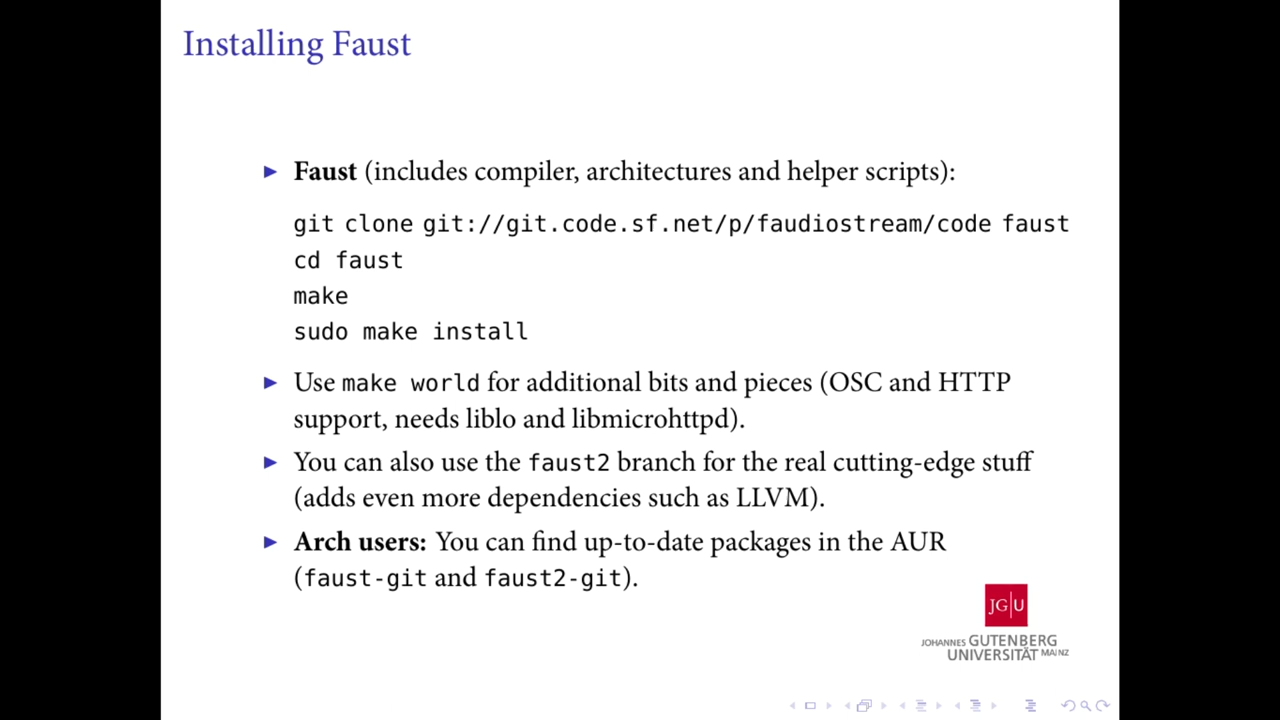 Installing Faust
Faust (includes compiler, architectures and helper scripts):
git clone git://git.code.sf.net/p/faudiostream/code faust
cd faust
make
sudo make install
Use make world for additional bits and pieces (OSC and HTTP
support, needs liblo and libmicrohttpd).
You can also use the faust2 branch for the real cutting-edge stuff
(adds even more dependencies such as LLVM).
Arch users: You can find up-to-date packages in the AUR
(faust-git and faust2-git).
JG|U
JOHANNES GUTENBERG
UNIVERSITÄT MAINZ